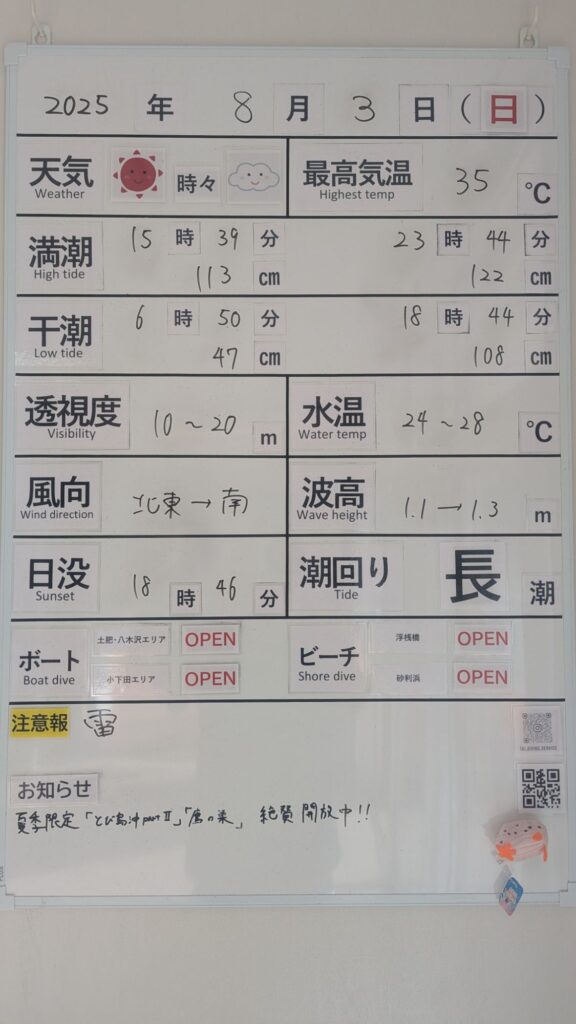 2025 年 8 月 3 日 (日)
天気 時々 最高気温 35 ℃
Weather Highest temp
満潮 15 時 39 分 23 時 44 分
High tide 113 cm 122 cm
干潮 6 時 50 分 18 時 44 分
Low tide 47 cm 108 cm
透視度 10～20 m 水温 24～28 ℃
Visibility Water temp
風向 北東→南 波高 1.1→1.3 m
Wind direction Wave height
日没 18 時 46 分 潮回り 長 潮
Sunset Tide
ボート 土肥・八木沢エリア OPEN ビーチ 浮桟橋 OPEN
Boat dive 小下田エリア OPEN Shore dive 砂利浜 OPEN
注意報 雷
お知らせ
夏季限定「とび島沖partⅡ」「鷹の巣」絶賛開放中!!